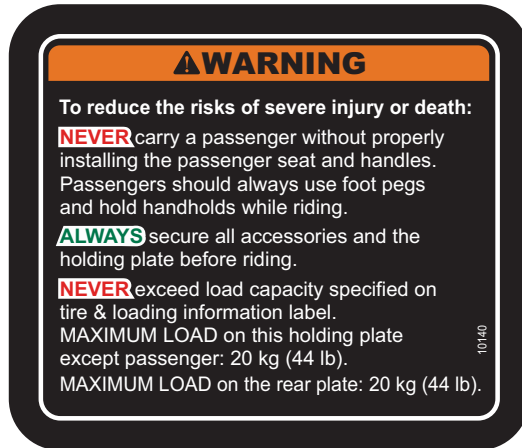 WARNING
To reduce the risks of severe injury or death:
NEVER carry a passenger without properly
installing the passenger seat and handles.
Passengers should always use foot pegs
and hold handholds while riding.
ALWAYS secure all accessories and the
holding plate before riding.
NEVER exceed load capacity specified on
tire & loading information label.
MAXIMUM LOAD on this holding plate
except passenger: 20 kg (44 lb).
MAXIMUM LOAD on the rear plate: 20 kg (44 lb).
10140